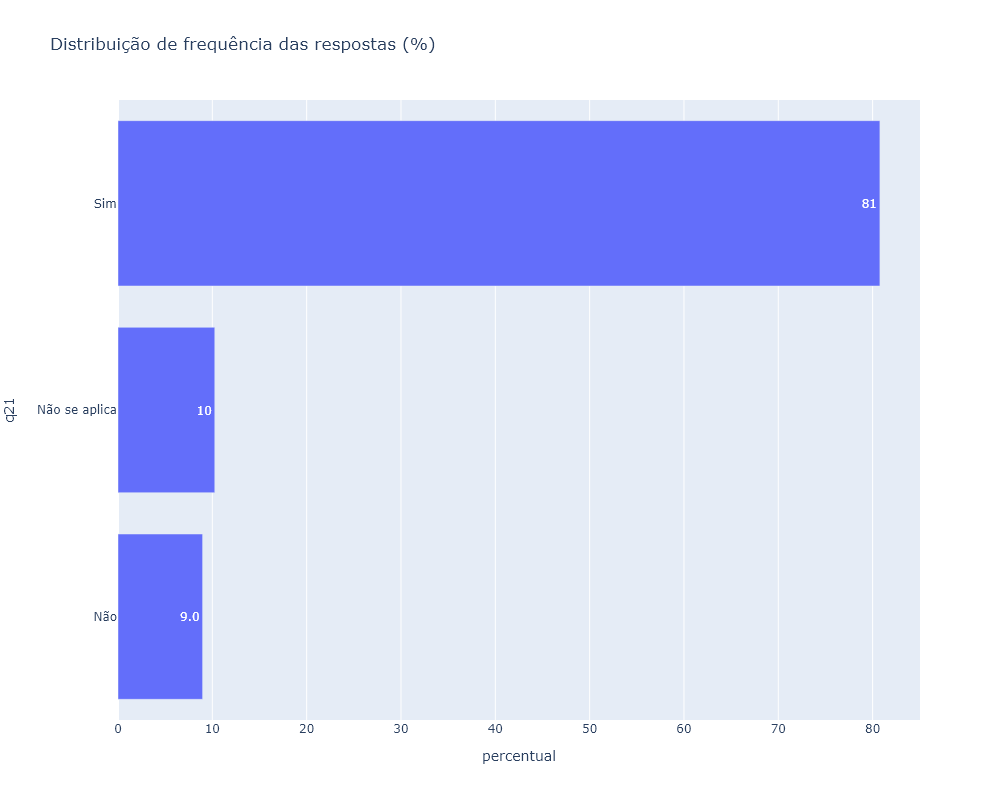 Distribuição de frequência das respostas (%)
Sim
81
Não se aplica
10
q21
Não
9.0
0 10 20 30 40 50 60 70 80
percentual